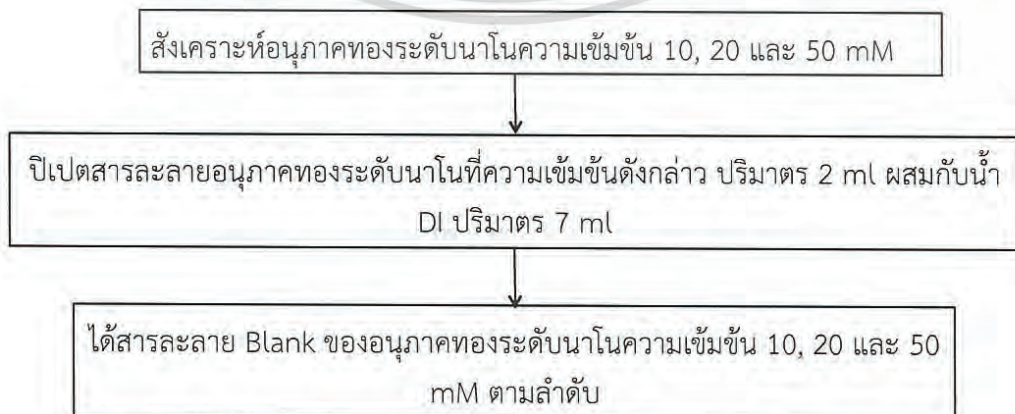 สังเคราะห์อนุภาคทองระดับนาโนความเข้มข้น 10, 20 และ 50 mM
ปิเปตสารละลายอนุภาคทองระดับนาโนที่ความเข้มข้นดังกล่าว ปริมาตร 2 ml ผสมกับน้ำ
DI ปริมาตร 7 ml
ได้สารละลาย Blank ของอนุภาคทองระดับนาโนความเข้มข้น 10, 20 และ 50
mM ตามลำดับ